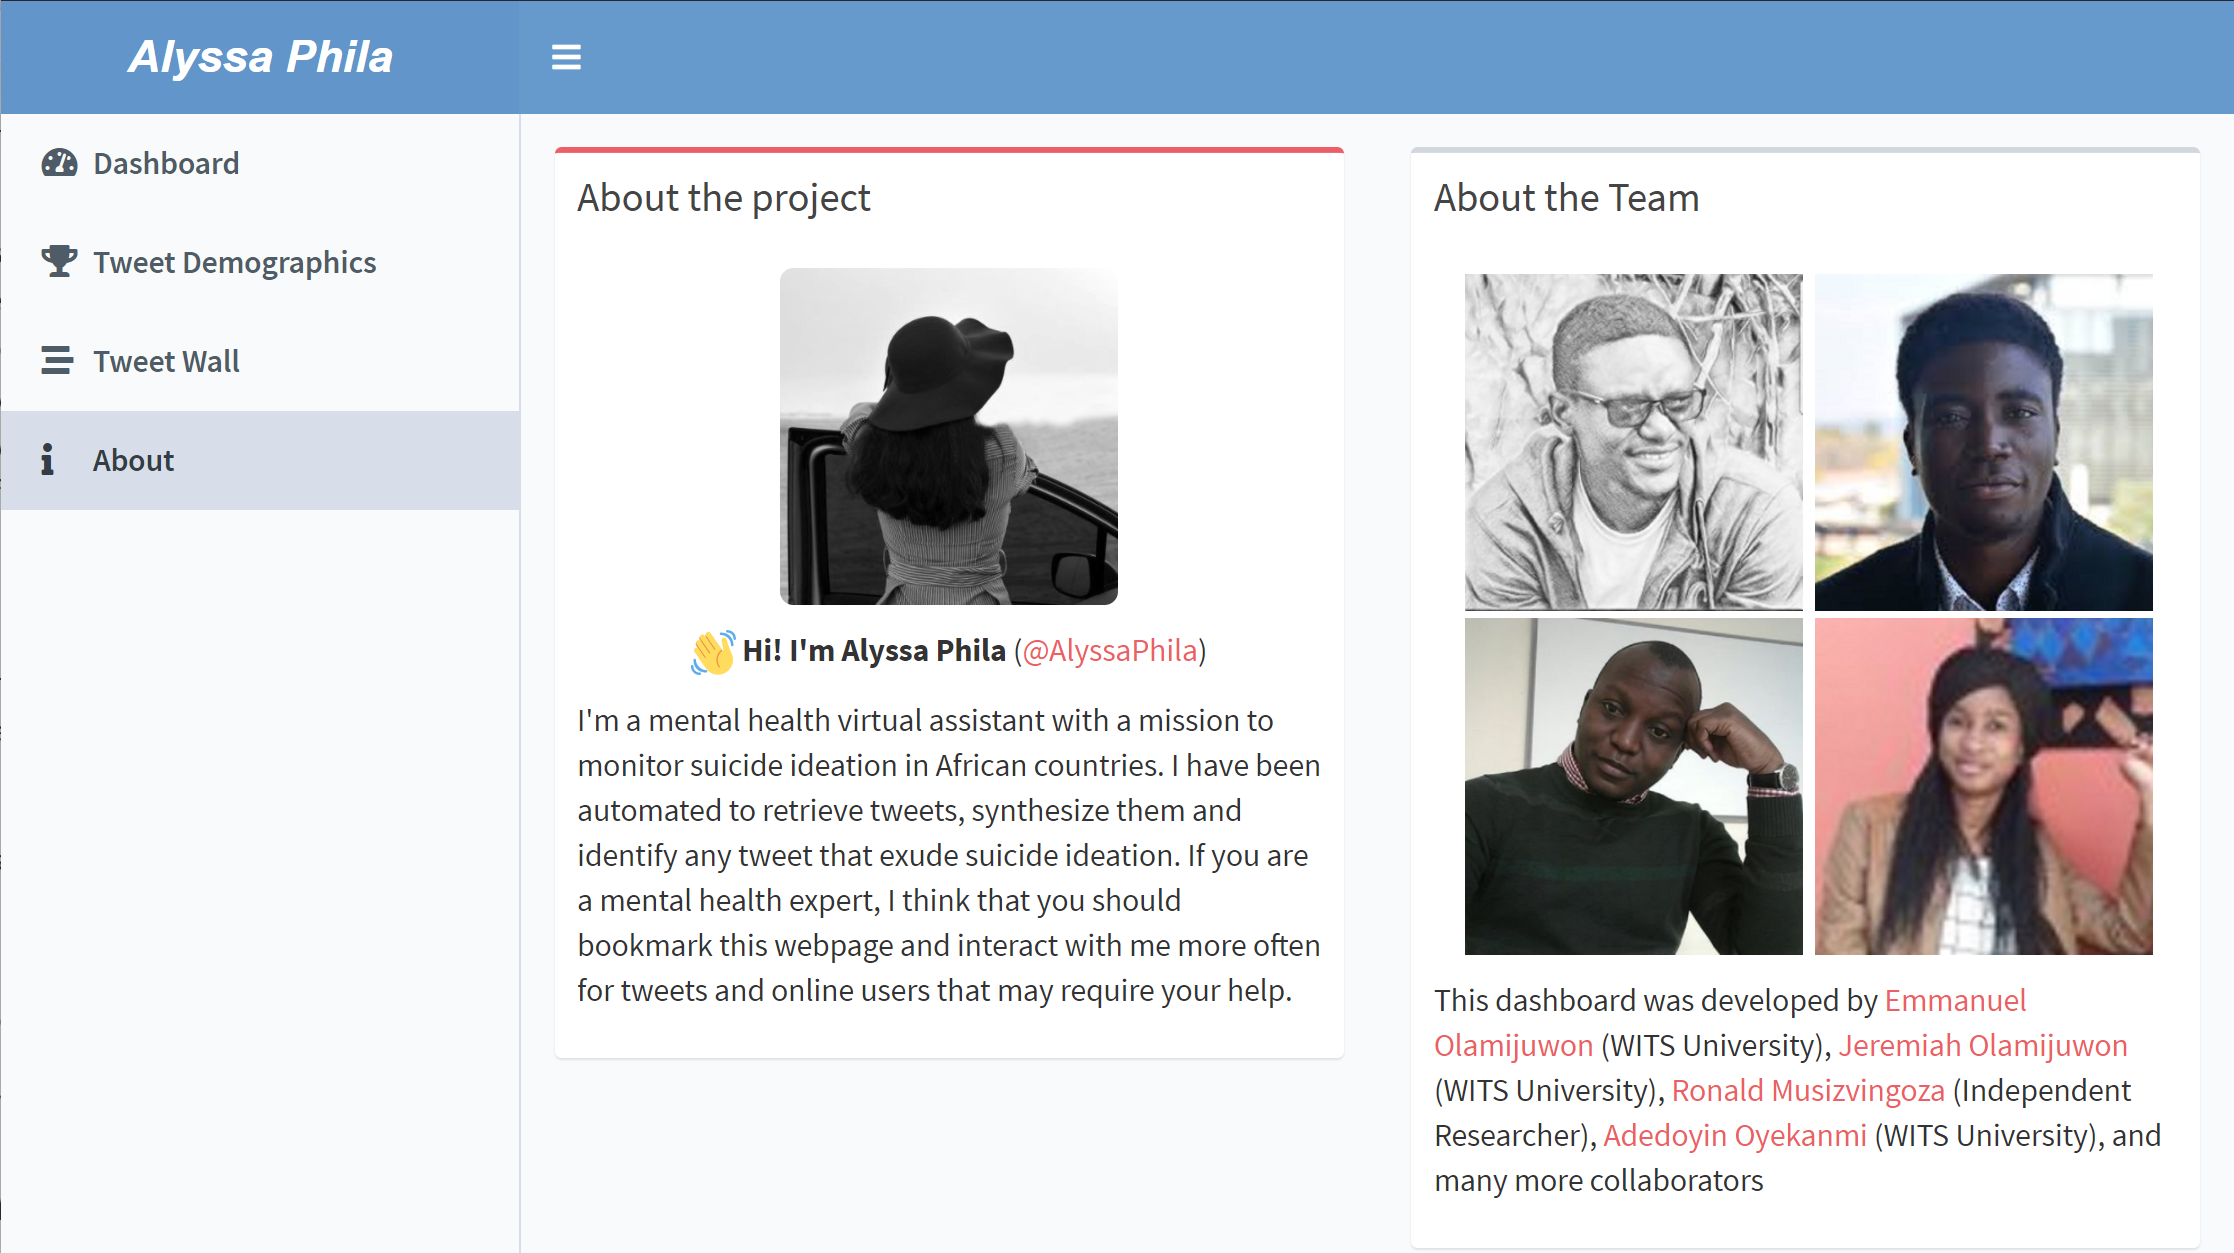 Alyssa Phila
Dashboard
Tweet Demographics
Tweet Wall
About
About the project
👋 Hi! I'm Alyssa Phila (@AlyssaPhila)
I'm a mental health virtual assistant with a mission to
monitor suicide ideation in African countries. I have been
automated to retrieve tweets, synthesize them and
identify any tweet that exude suicide ideation. If you are
a mental health expert, I think that you should
bookmark this webpage and interact with me more often
for tweets and online users that may require your help.
About the Team
This dashboard was developed by Emmanuel
Olamijuwon (WITS University), Jeremiah Olamijuwon
(WITS University), Ronald Musizvingoza (Independent
Researcher), Adedoyin Oyekanmi (WITS University), and
many more collaborators